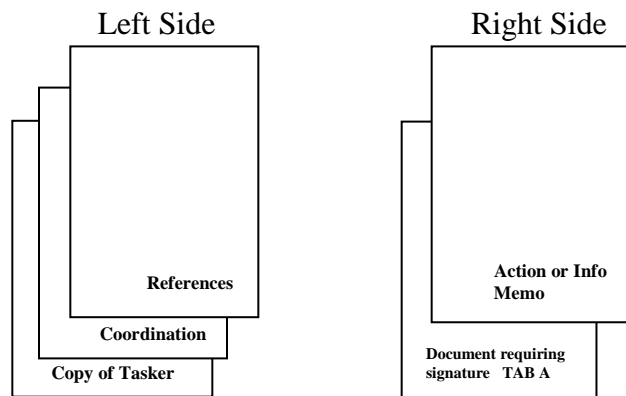 Left Side
References
Coordination
Copy of Tasker
Right Side
Action or Info
Memo
Document requiring
signature TAB A